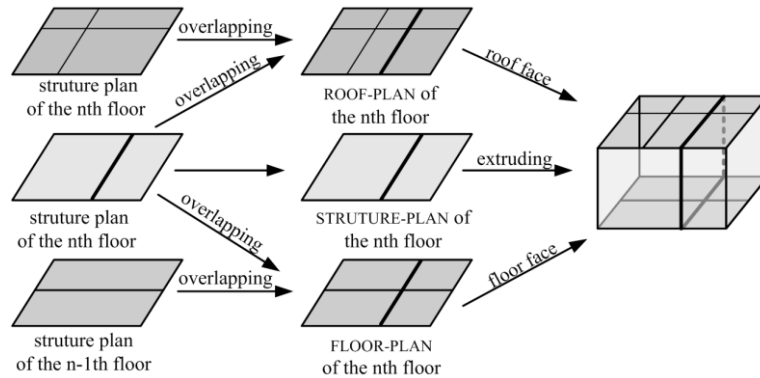 overlapping
struture plan
of the nth floor
overlapping
ROOF-PLAN of
the nth floor
roof face
struture plan
of the nth floor
overlapping
STRUTURE-PLAN of
the nth floor
extruding
struture plan
of the n-1th floor
overlapping
FLOOR-PLAN
of the nth floor
floor face